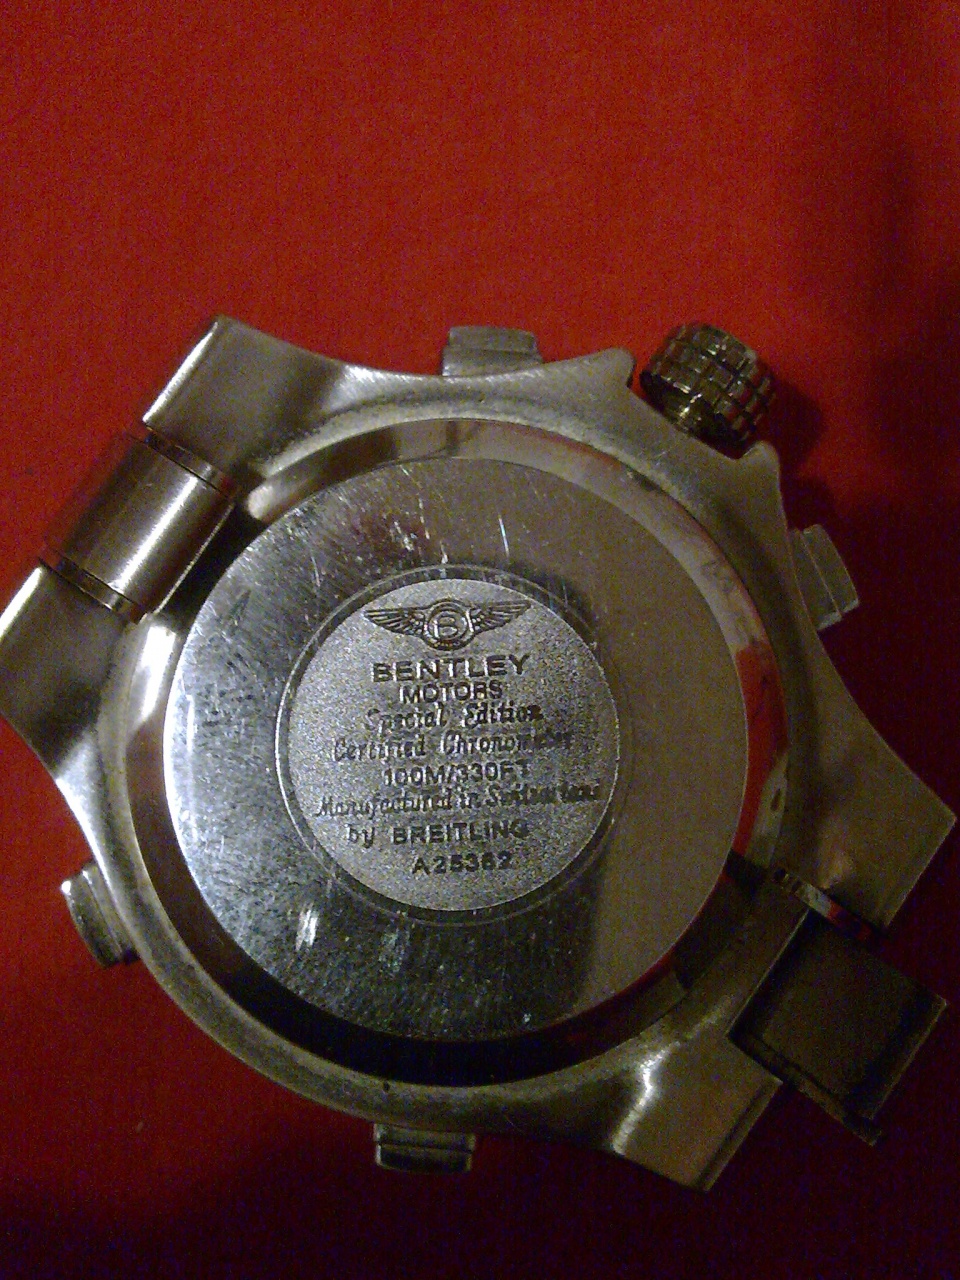 B
BENTLEY
MOTORS
Special Edition
Certified Chronometer
100M/330FT
Manufactured in Switzerland
by BREITLING
A25362